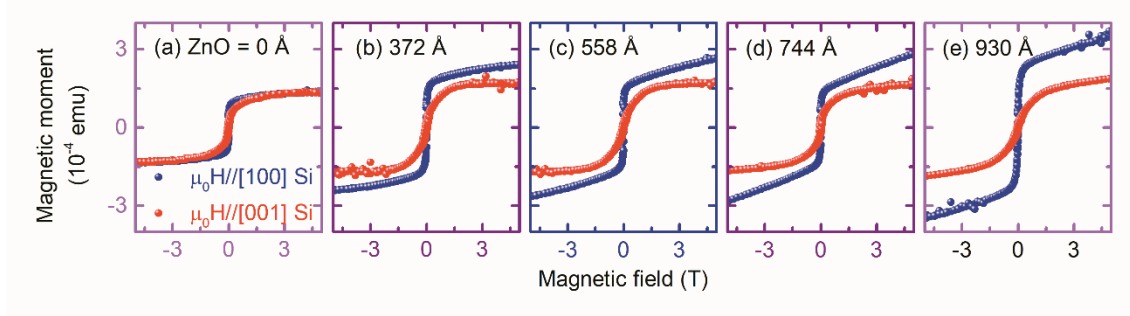 Magnetic moment
(10⁻⁴ emu)
3
0
-3
(a) ZnO = 0 Å
(b) 372 Å
(c) 558 Å
(d) 744 Å
(e) 930 Å
μ₀H//[100] Si
μ₀H//[001] Si
-3 0 3 -3 0 3 -3 0 3 -3 0 3 -3 0 3
Magnetic field (T)